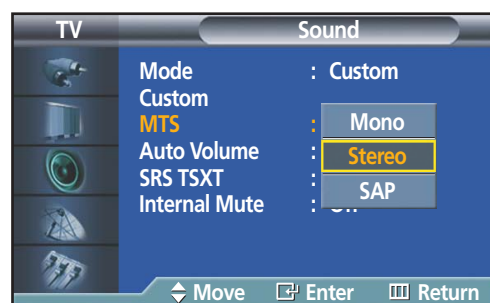 TV Sound
Mode : Custom
Custom
MTS : Mono
Auto Volume : Stereo
SRS TSXT : SAP
Internal Mute :
Move Enter Return